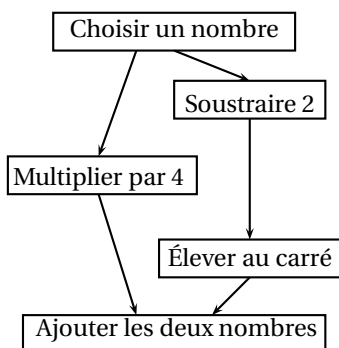 Choisir un nombre
Soustraire 2
Multiplier par 4
Élever au carré
Ajouter les deux nombres